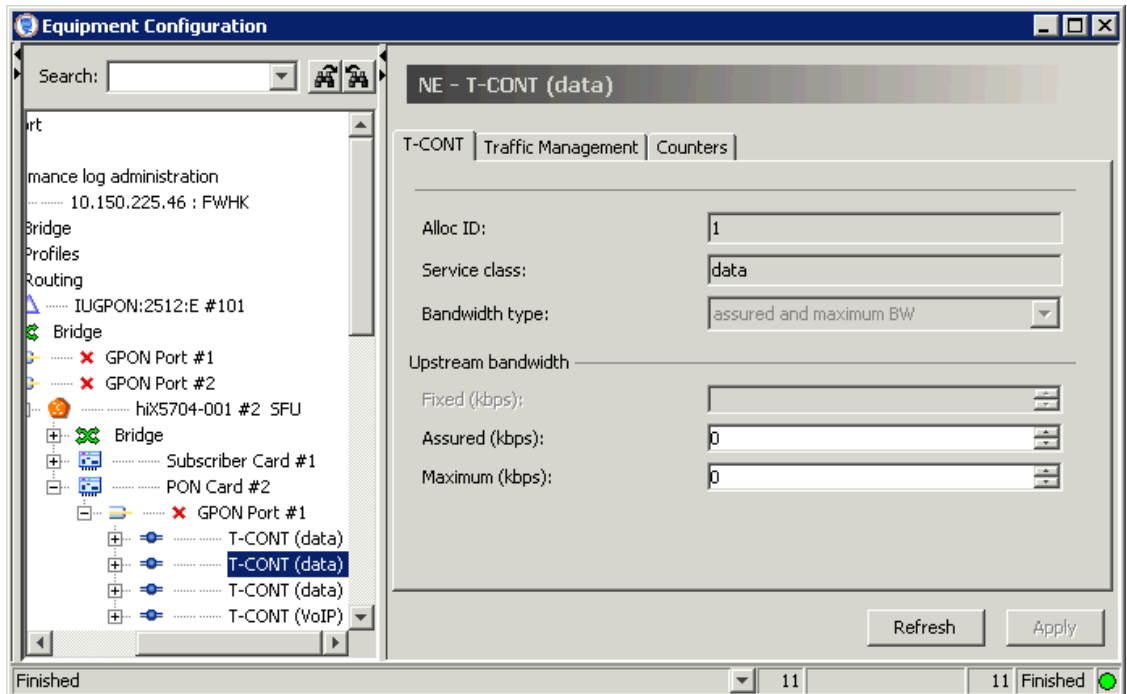 Equipment Configuration
Search:
NE - T-CONT (data)
rt
mance log administration
10.150.225.46 : FWHK
Bridge
Profiles
Routing
IUGPON:2512:E #101
Bridge
GPON Port #1
GPON Port #2
hiX5704-001 #2 SFU
Bridge
Subscriber Card #1
PON Card #2
GPON Port #1
T-CONT (data)
T-CONT (data)
T-CONT (data)
T-CONT (VoIP)
T-CONT Traffic Management Counters
Alloc ID: 1
Service class: data
Bandwidth type: assured and maximum BW
Upstream bandwidth
Fixed (kbps):
Assured (kbps): 0
Maximum (kbps): 0
Refresh Apply
Finished 11 11 Finished